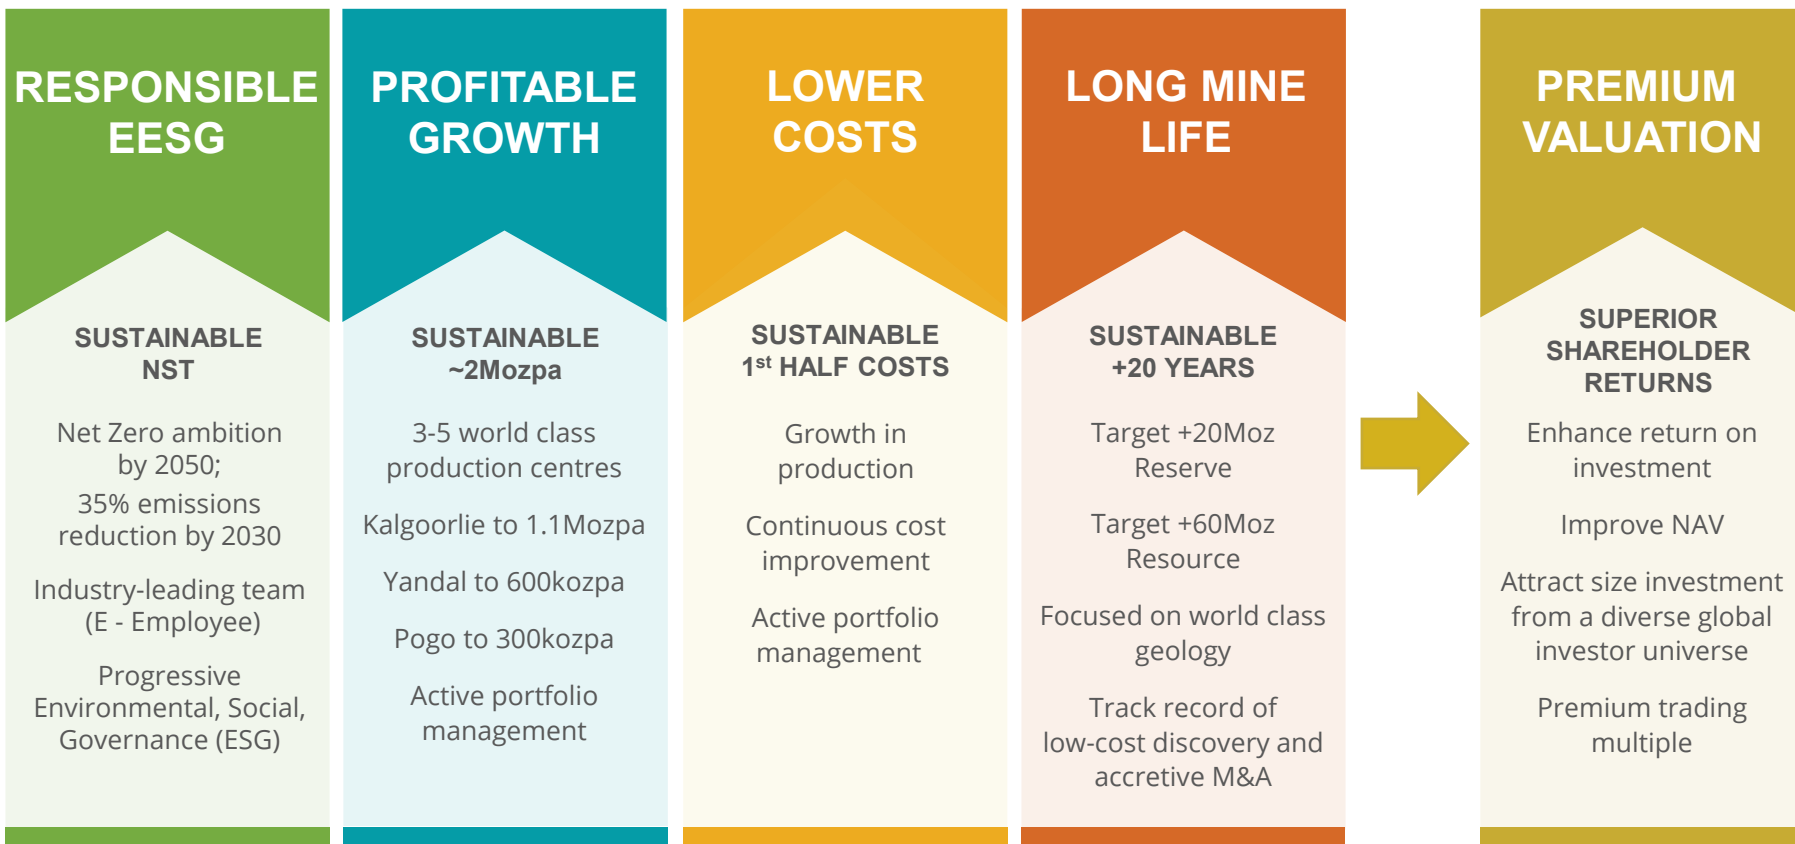 RESPONSIBLE
EESG
SUSTAINABLE
NST
Net Zero ambition
by 2050;
35% emissions
reduction by 2030
Industry-leading team
(E - Employee)
Progressive
Environmental, Social,
Governance (ESG)
PROFITABLE
GROWTH
SUSTAINABLE
~2Mozpa
3-5 world class
production centres
Kalgoorlie to 1.1Mozpa
Yandal to 600kozpa
Pogo to 300kozpa
Active portfolio
management
LOWER
COSTS
SUSTAINABLE
1st HALF COSTS
Growth in
production
Continuous cost
improvement
Active portfolio
management
LONG MINE
LIFE
SUSTAINABLE
+20 YEARS
Target +20Moz
Reserve
Target +60Moz
Resource
Focused on world class
geology
Track record of
low-cost discovery and
accretive M&A
PREMIUM
VALUATION
SUPERIOR
SHAREHOLDER
RETURNS
Enhance return on
investment
Improve NAV
Attract size investment
from a diverse global
investor universe
Premium trading
multiple